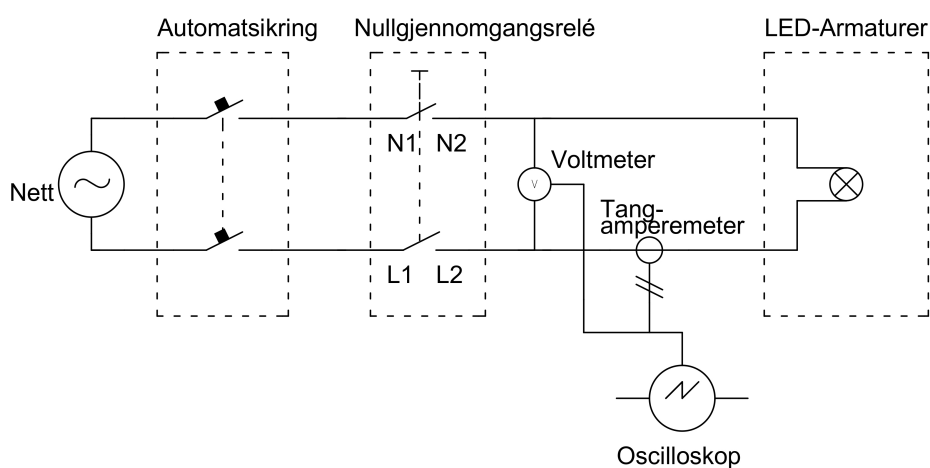 Automatsikring
Nullgjennomgangsrelé
LED-Armaturer
N1 N2
Voltmeter
V
Nett
Tang-
amperemeter
L1 L2
Oscilloskop